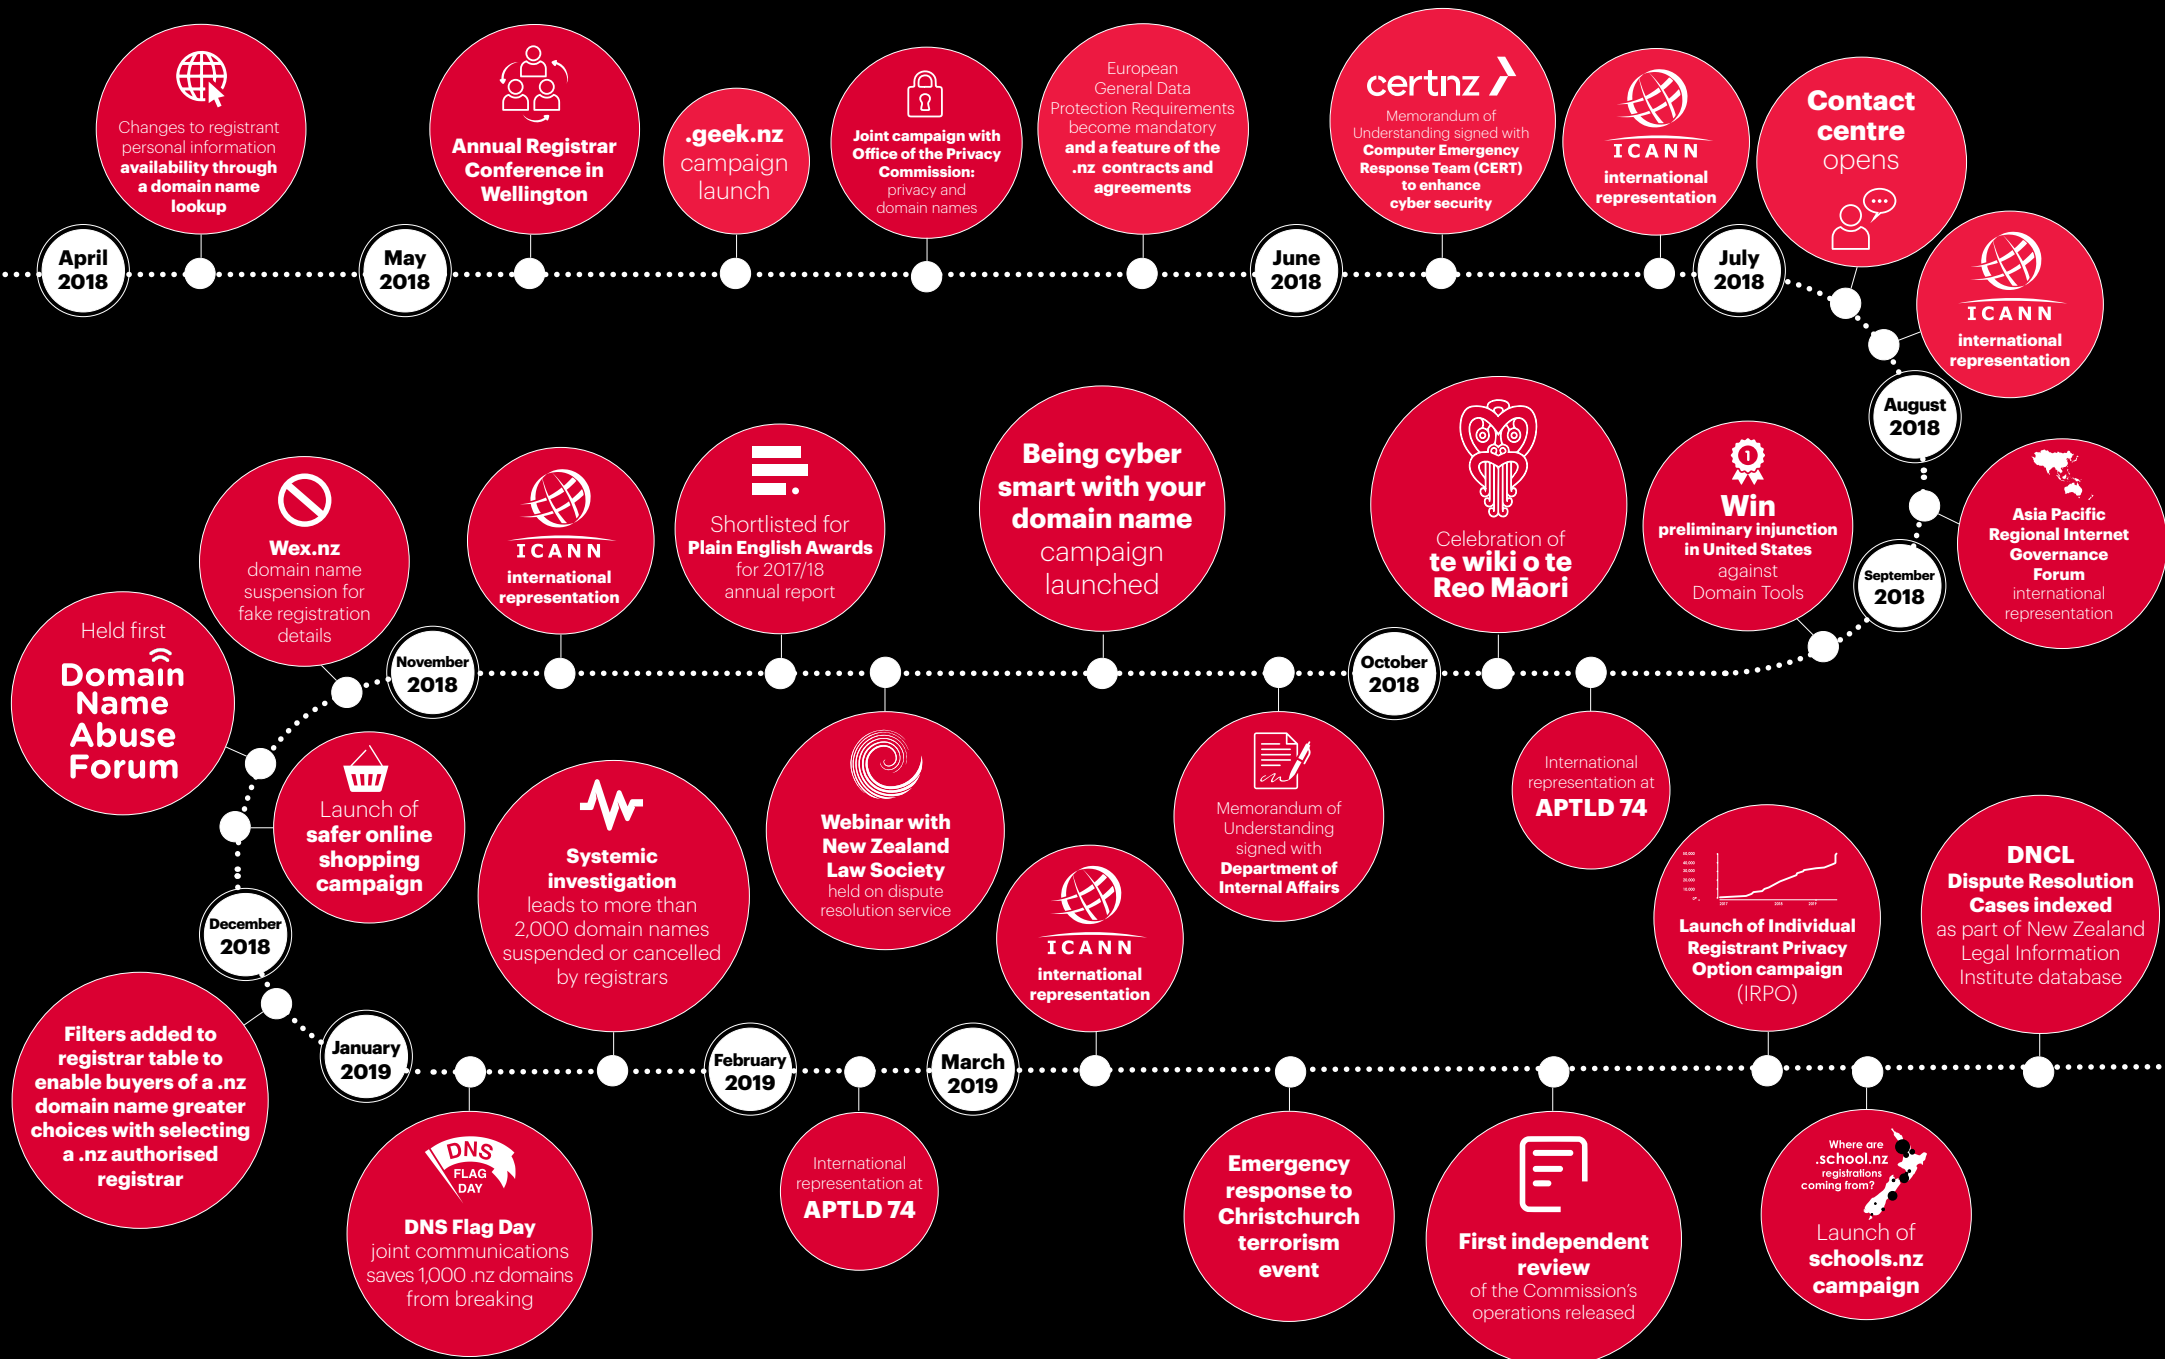 April
2018
Changes to registrant
personal information
availability through
a domain name
lookup
May
2018
Annual Registrar
Conference in
Wellington
.geek.nz
campaign
launch
Joint campaign with
Office of the Privacy
Commission:
privacy and
domain names
European
General Data
Protection Requirements
become mandatory
and a feature of the
.nz contracts and
agreements
June
2018
certnz
Memorandum of
Understanding signed with
Computer Emergency
Response Team (CERT)
to enhance
cyber security
ICANN
international
representation
July
2018
Contact
centre
opens
ICANN
international
representation
August
2018
Asia Pacific
Regional Internet
Governance
Forum
international
representation
September
2018
1
Win
preliminary injunction
in United States
against
Domain Tools
International
representation at
APTLD 74
Celebration of
te wiki o te
Reo Māori
October
2018
Memorandum of
Understanding
signed with
Department of
Internal Affairs
Being cyber
smart with your
domain name
campaign
launched
Webinar with
New Zealand
Law Society
held on dispute
resolution service
Shortlisted for
Plain English Awards
for 2017/18
annual report
ICANN
international
representation
November
2018
Wex.nz
domain name
suspension for
fake registration
details
Held first
Domain
Name
Abuse
Forum
Launch of
safer online
shopping
campaign
December
2018
Filters added to
registrar table to
enable buyers of a .nz
domain name greater
choices with selecting
a .nz authorised
registrar
January
2019
DNS
FLAG
DAY
DNS Flag Day
joint communications
saves 1,000 .nz domains
from breaking
Systemic
investigation
leads to more than
2,000 domain names
suspended or cancelled
by registrars
February
2019
International
representation at
APTLD 74
March
2019
ICANN
international
representation
Emergency
response to
Christchurch
terrorism
event
First independent
review
of the Commission's
operations released
50,000
40,000
30,000
20,000
10,000
2017 2018 2019
Launch of Individual
Registrant Privacy
Option campaign
(IRPO)
Where are
.school.nz
registrations
coming from?
Launch of
schools.nz
campaign
DNCL
Dispute Resolution
Cases indexed
as part of New Zealand
Legal Information
Institute database